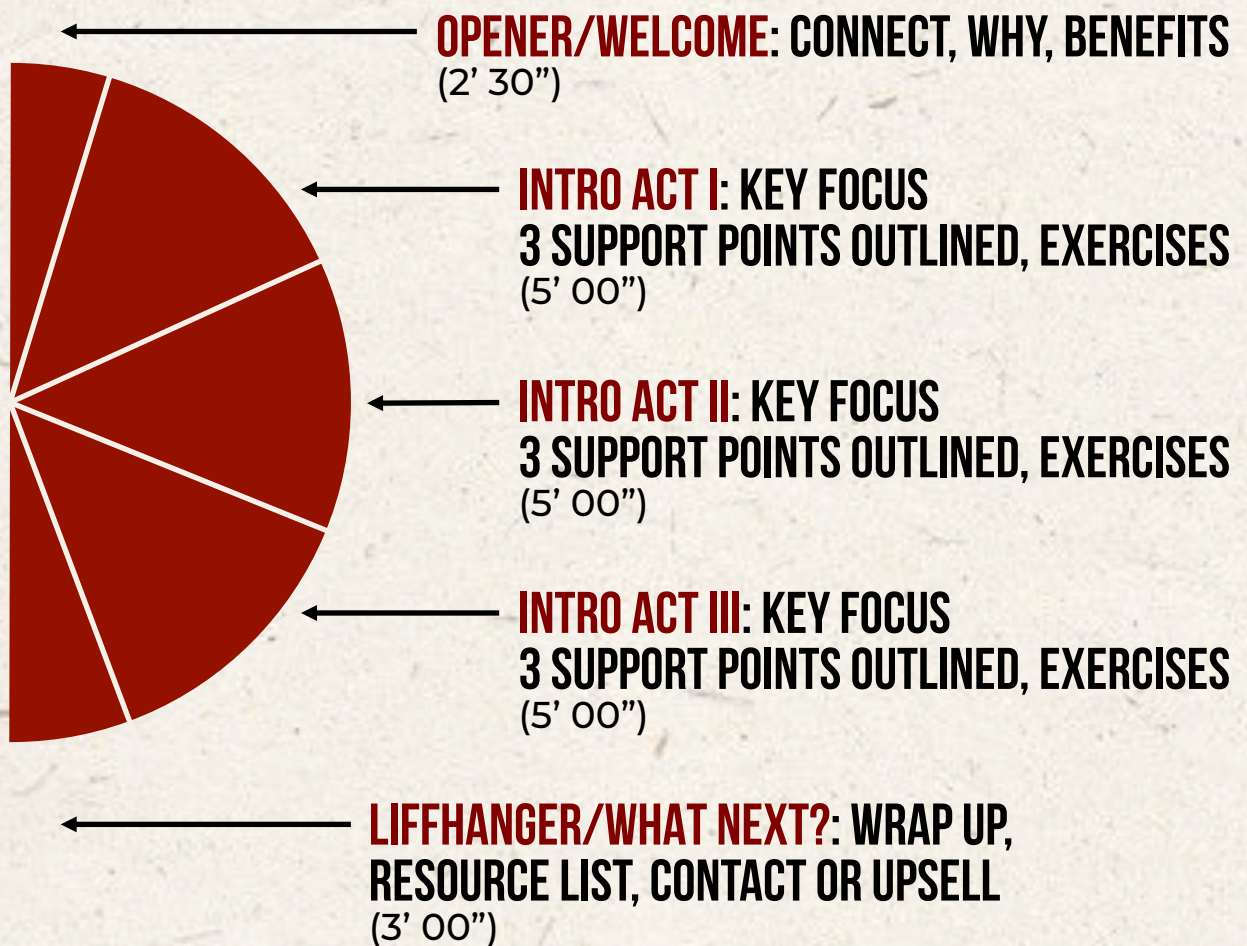 OPENER/WELCOME: CONNECT, WHY, BENEFITS
(2’ 30”)
INTRO ACT I: KEY FOCUS
3 SUPPORT POINTS OUTLINED, EXERCISES
(5’ 00”)
INTRO ACT II: KEY FOCUS
3 SUPPORT POINTS OUTLINED, EXERCISES
(5’ 00”)
INTRO ACT III: KEY FOCUS
3 SUPPORT POINTS OUTLINED, EXERCISES
(5’ 00”)
LIFFHANGER/WHAT NEXT?: WRAP UP,
RESOURCE LIST, CONTACT OR UPSELL
(3’ 00”)